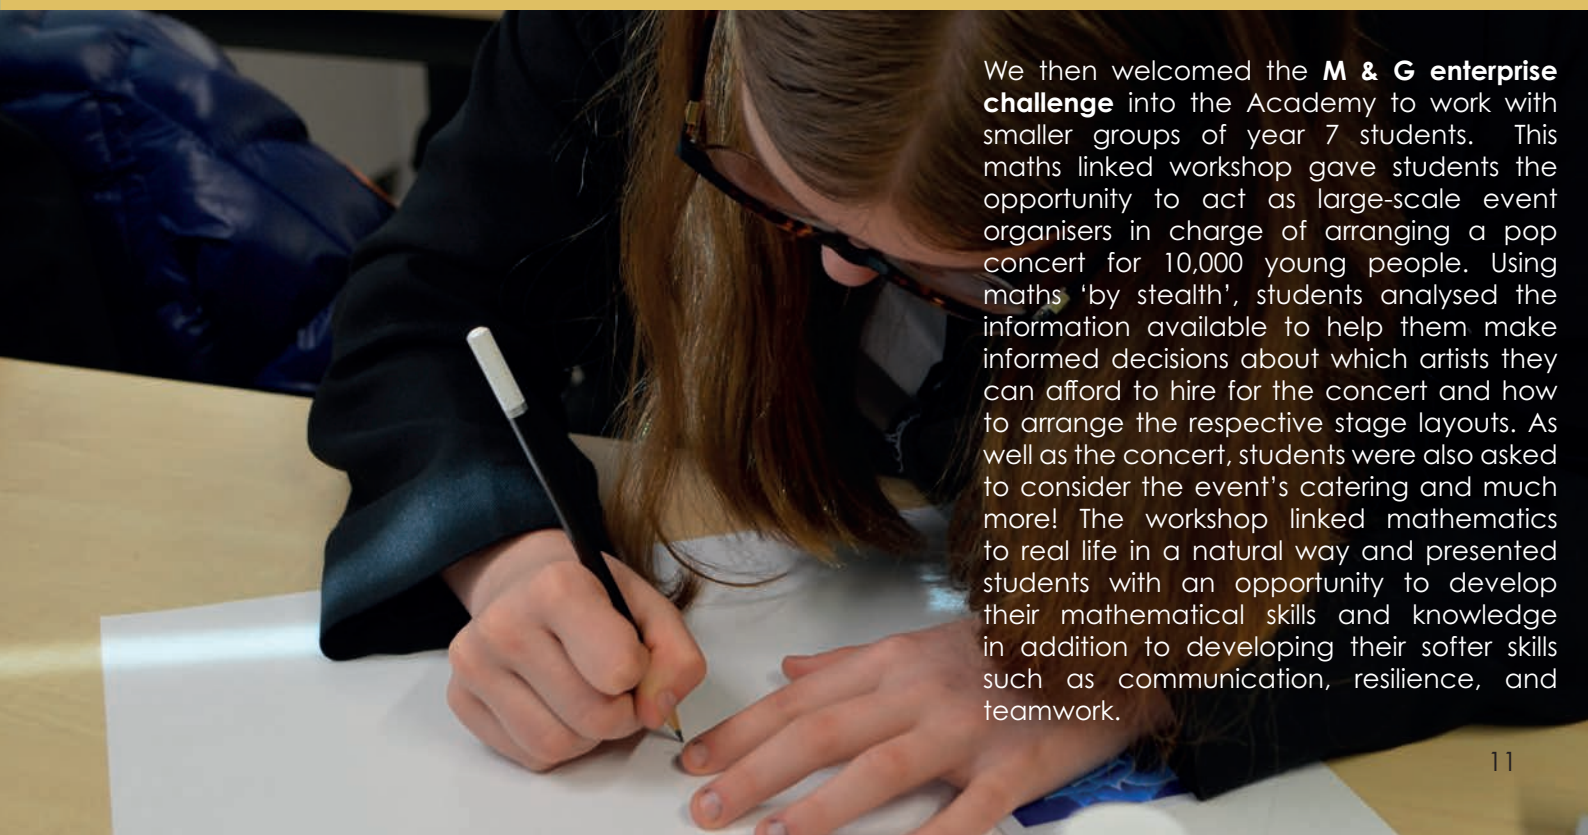 We then welcomed the M & G enterprise
challenge into the Academy to work with
smaller groups of year 7 students. This
maths linked workshop gave students the
opportunity to act as large-scale event
organisers in charge of arranging a pop
concert for 10,000 young people. Using
maths ‘by stealth’, students analysed the
information available to help them make
informed decisions about which artists they
can afford to hire for the concert and how
to arrange the respective stage layouts. As
well as the concert, students were also asked
to consider the event’s catering and much
more! The workshop linked mathematics
to real life in a natural way and presented
students with an opportunity to develop
their mathematical skills and knowledge
in addition to developing their softer skills
such as communication, resilience, and
teamwork.
11